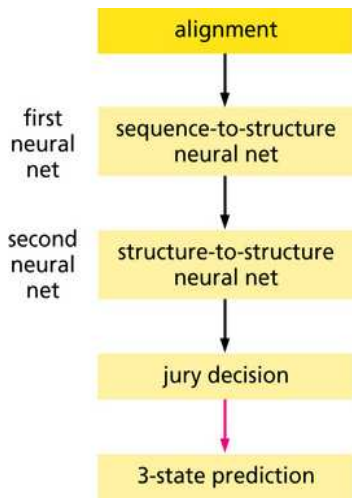 alignment
first
neural
net
sequence-to-structure
neural net
second
neural
net
structure-to-structure
neural net
jury decision
3-state prediction